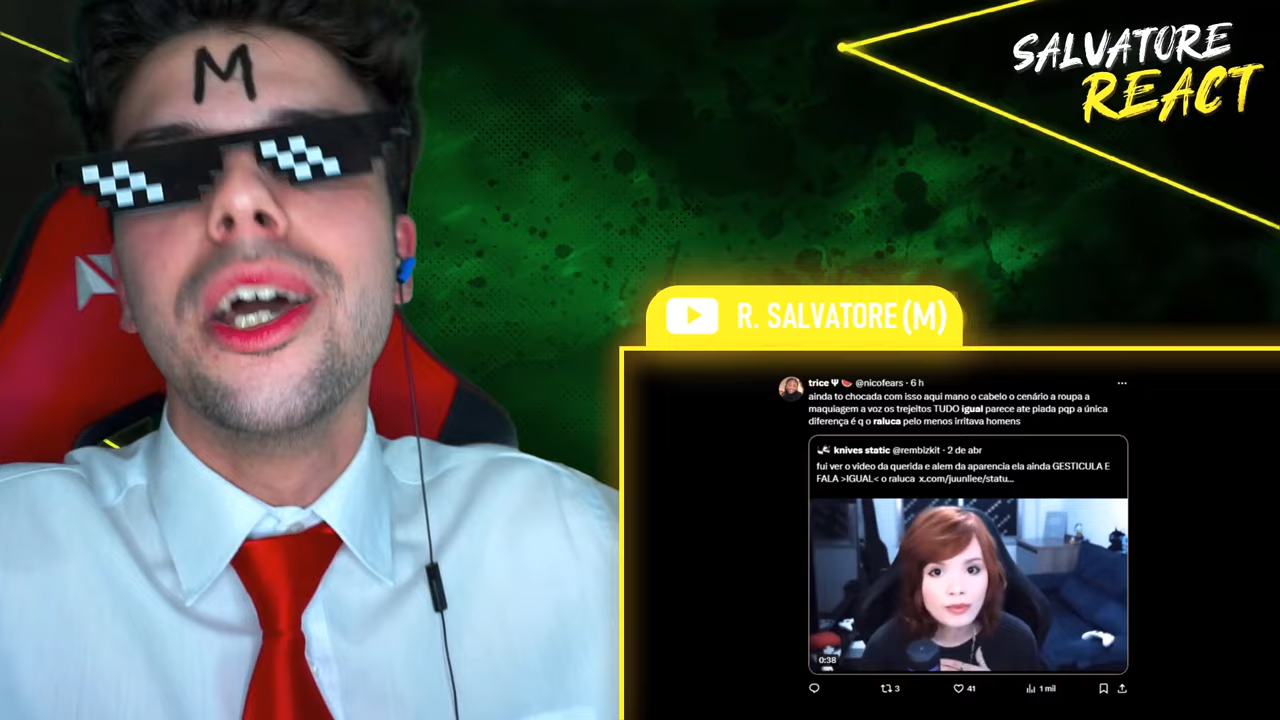 M
SALVATORE
REACT
R. SALVATORE (M)
trice Ψ 🍉 @nicofears · 6 h
ainda to chocada com isso aqui mano o cabelo o cenário a roupa a
maquiagem a voz os trejeitos TUDO igual parece ate piada pqp a única
diferença é q o raluca pelo menos irritava homens
knives static @rembizkit · 2 de abr
fui ver o video da querida e alem da aparencia ela ainda GESTICULA E
FALA >IGUAL< o raluca x.com/juunliee/statu...
0:38
3
41
1 mil